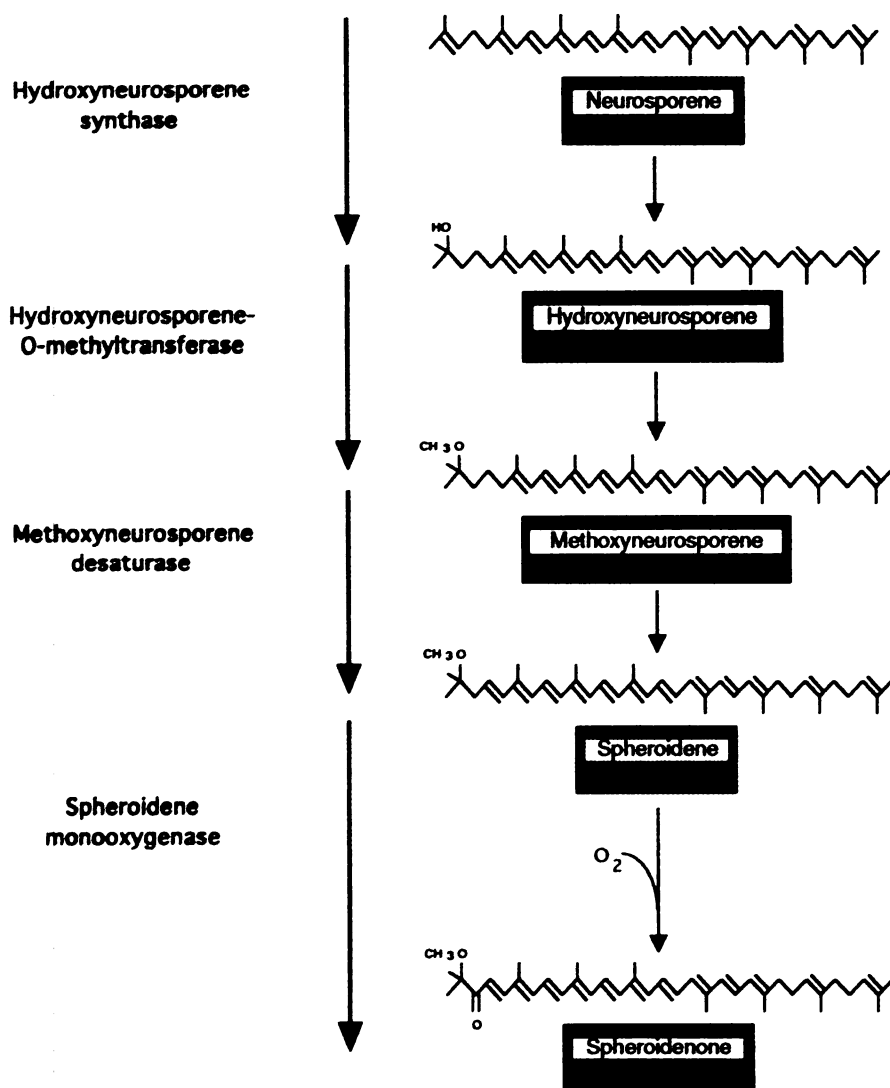 Hydroxyneurosporene
synthase
Neurosporene
HO
Hydroxyneurosporene-
O-methyltransferase
Hydroxyneurosporene
CH3O
Methoxyneurosporene
desaturase
Methoxyneurosporene
CH3O
Spheroidene
Spheroidene
monooxygenase
O2
CH3O
O
Spheroidenone